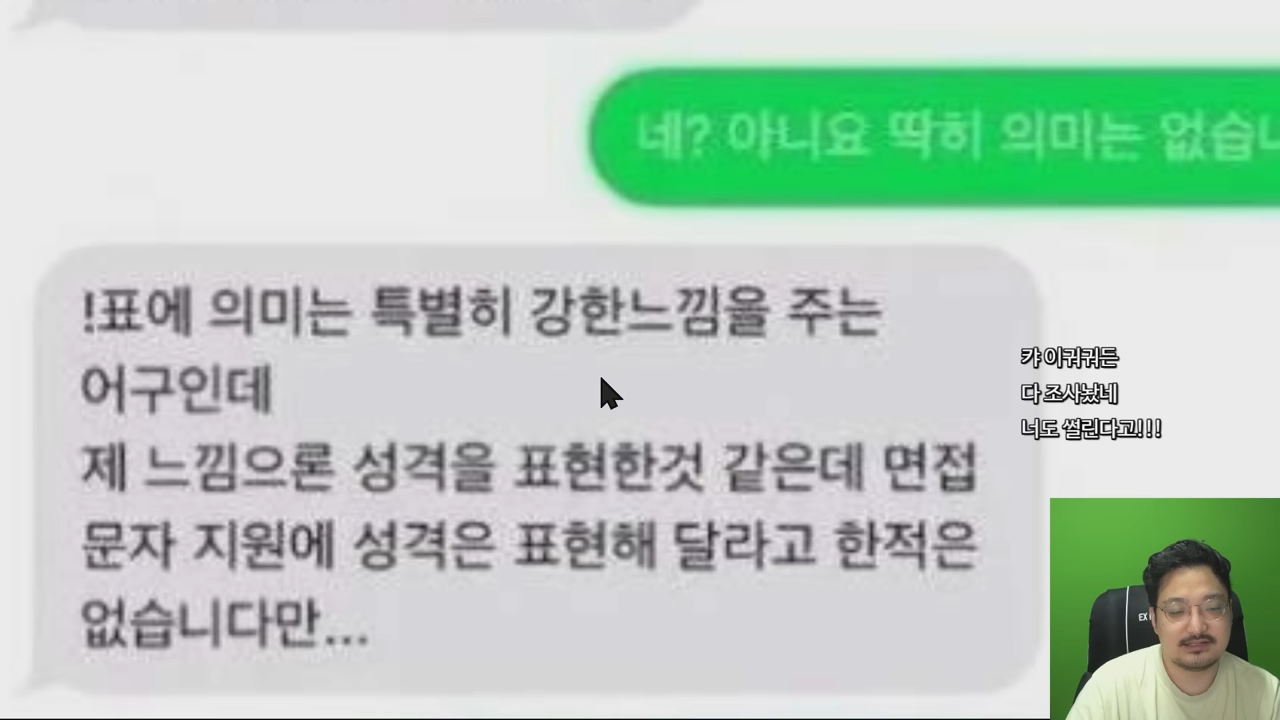 네? 아니요 딱히 의미는 없습니
!표에 의미는 특별히 강한느낌을 주는
어구인데
제 느낌으론 성격을 표현한것 같은데 면접
문자 지원에 성격은 표현해 달라고 한적은
없습니다만...
캬 이궈궈든
다 조사놨네
너도 썰린다고!!!
EX